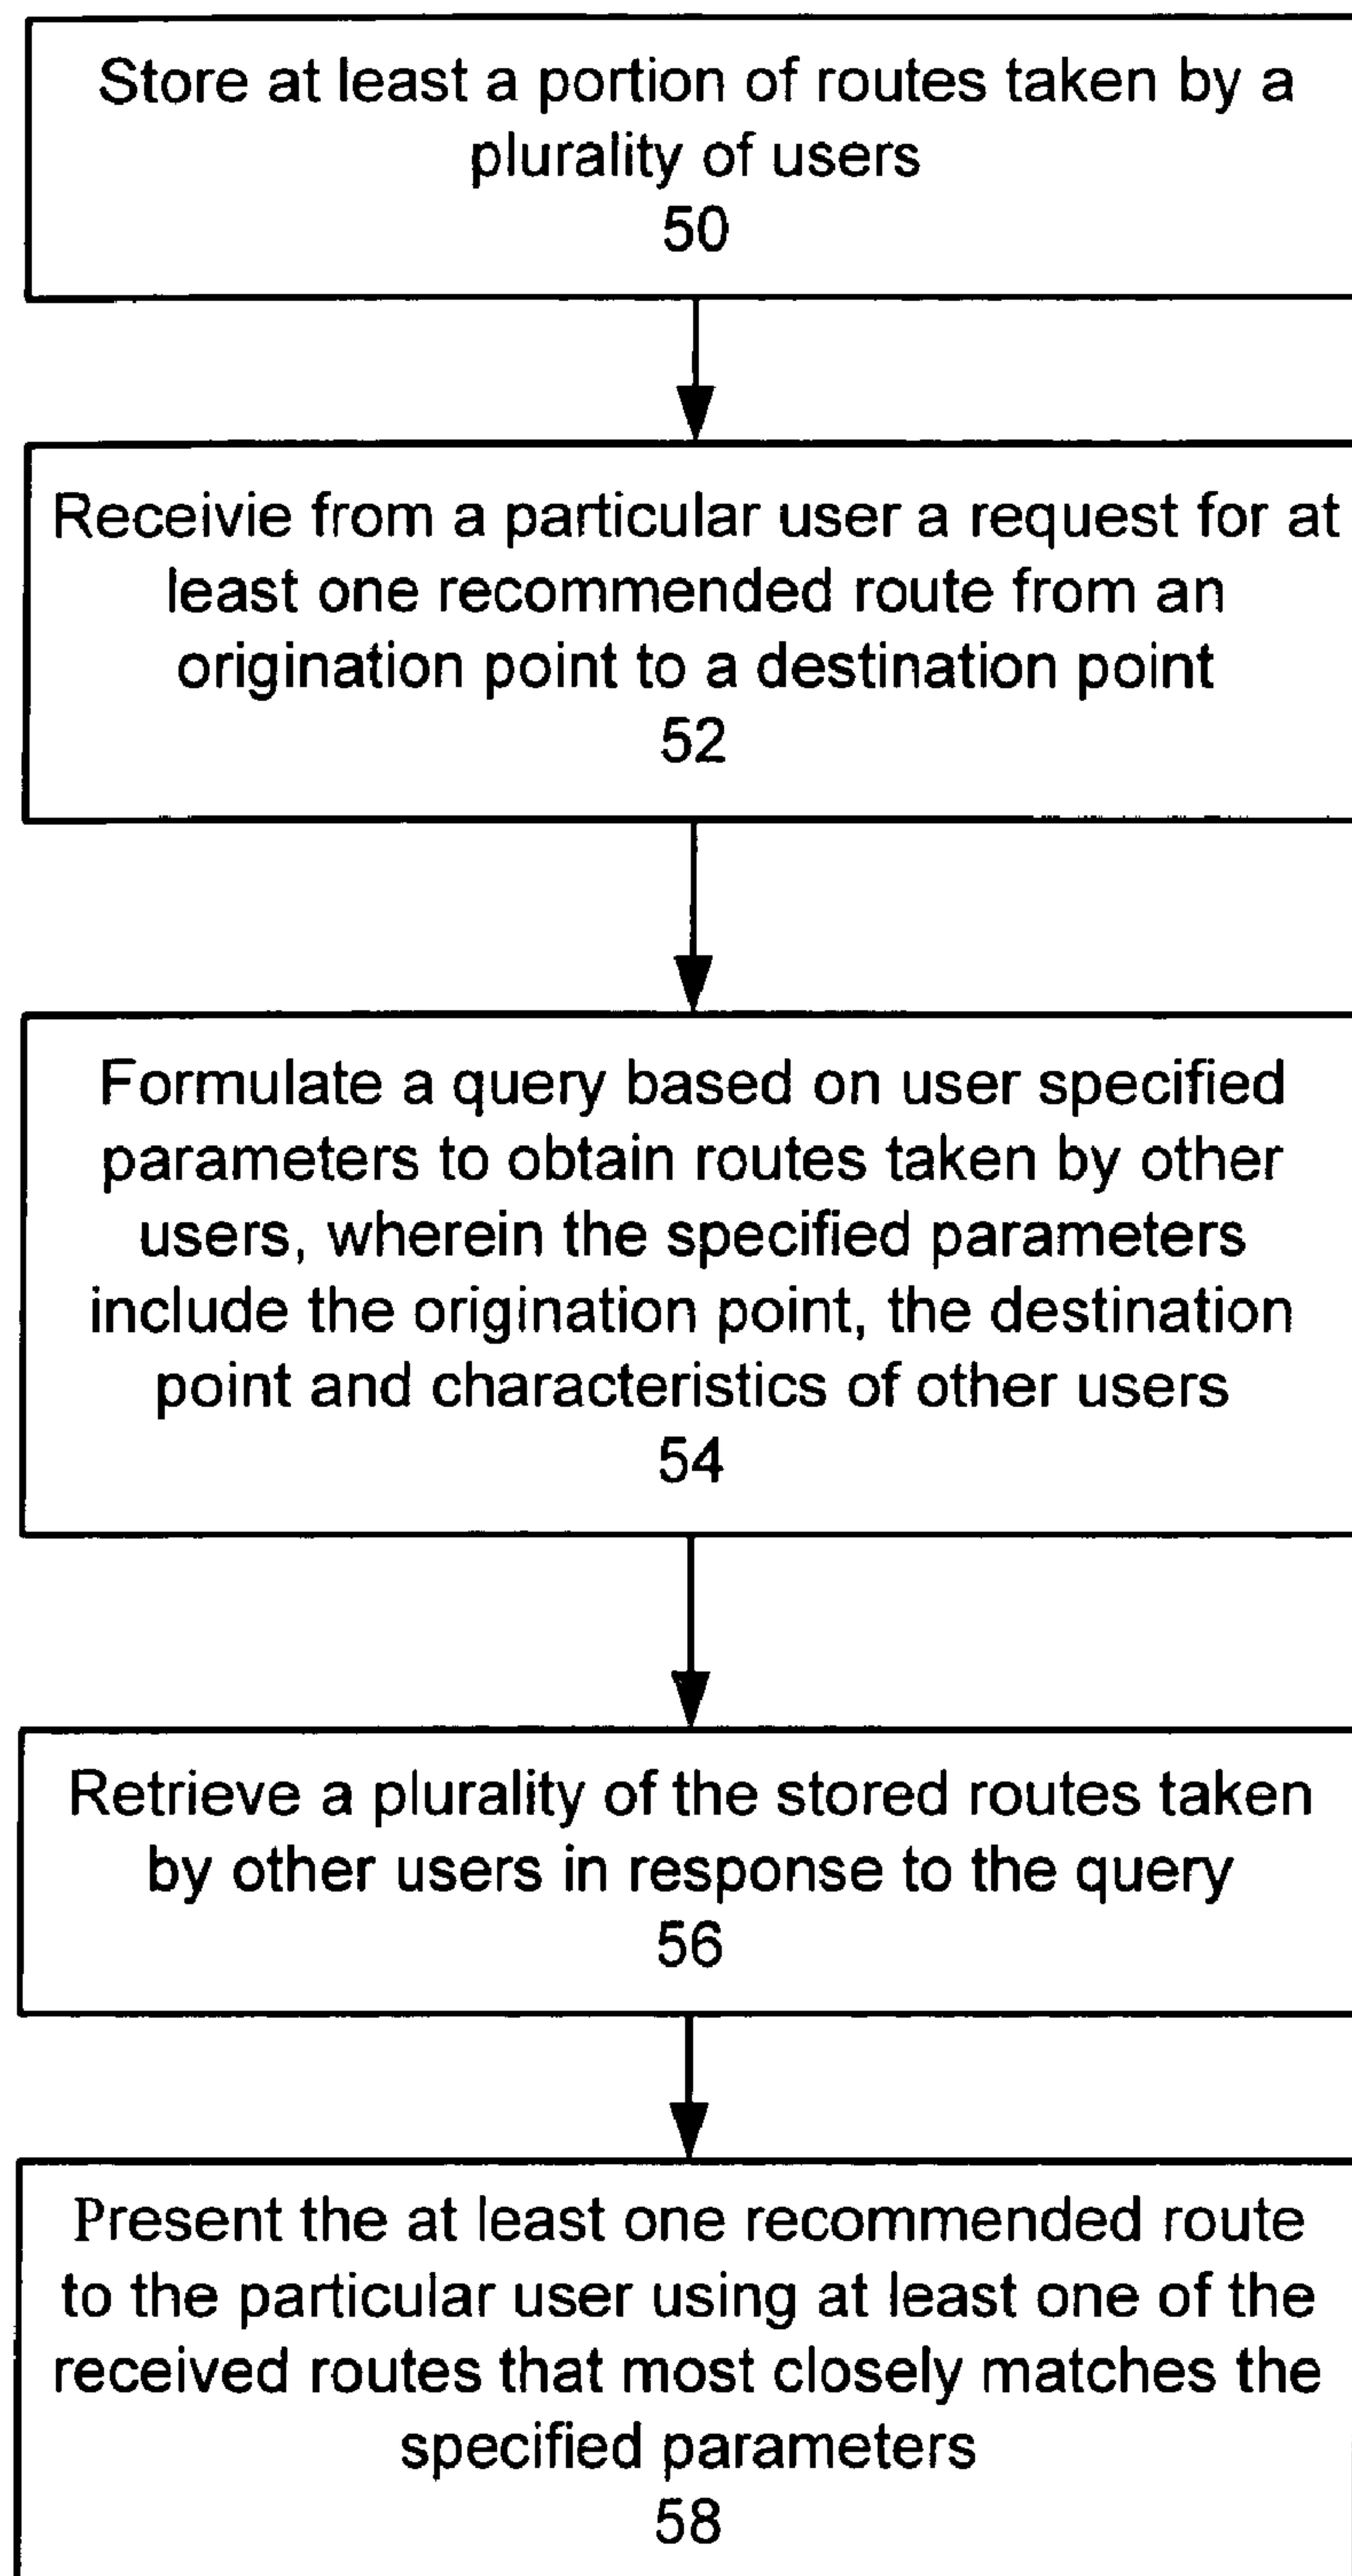 Store at least a portion of routes taken by a
plurality of users
50
Receivie from a particular user a request for at
least one recommended route from an
origination point to a destination point
52
Formulate a query based on user specified
parameters to obtain routes taken by other
users, wherein the specified parameters
include the origination point, the destination
point and characteristics of other users
54
Retrieve a plurality of the stored routes taken
by other users in response to the query
56
Present the at least one recommended route
to the particular user using at least one of the
received routes that most closely matches the
specified parameters
58